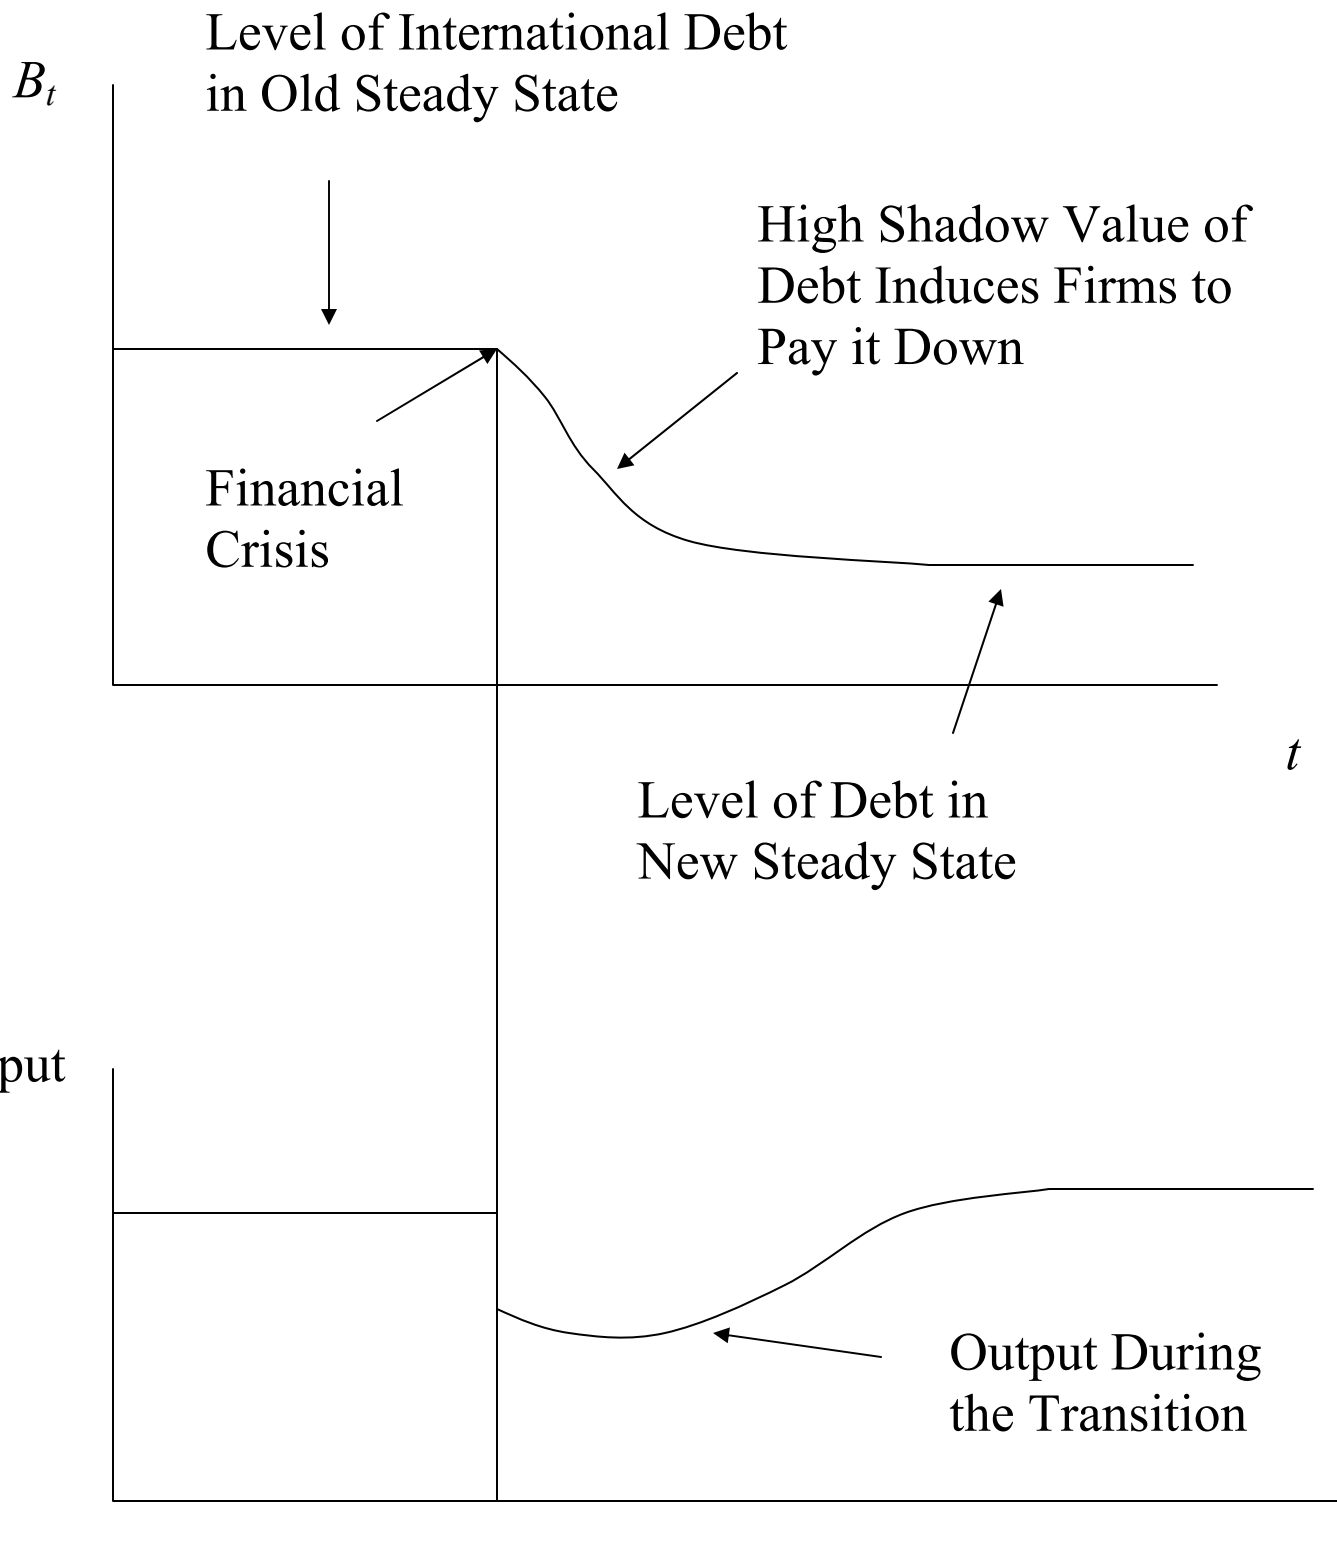 Level of International Debt
in Old Steady State
B_t
High Shadow Value of
Debt Induces Firms to
Pay it Down
Financial
Crisis
t
Level of Debt in
New Steady State
put
Output During
the Transition